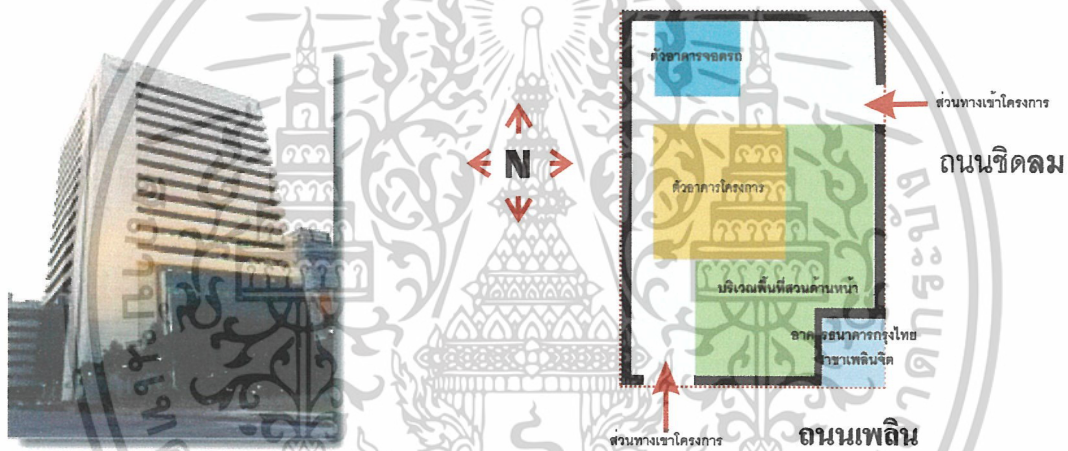 ตัวอาคารจอดรถ
ส่วนทางเข้าโครงการ
ถนนชิดลม
N
ตัวอาคารโครงการ
บริเวณพื้นที่สวนด้านหน้า
อาคารธนาคารกรุงไทย
สาขาเพลินจิต
ส่วนทางเขาโครงการ
ถนนเพลิน